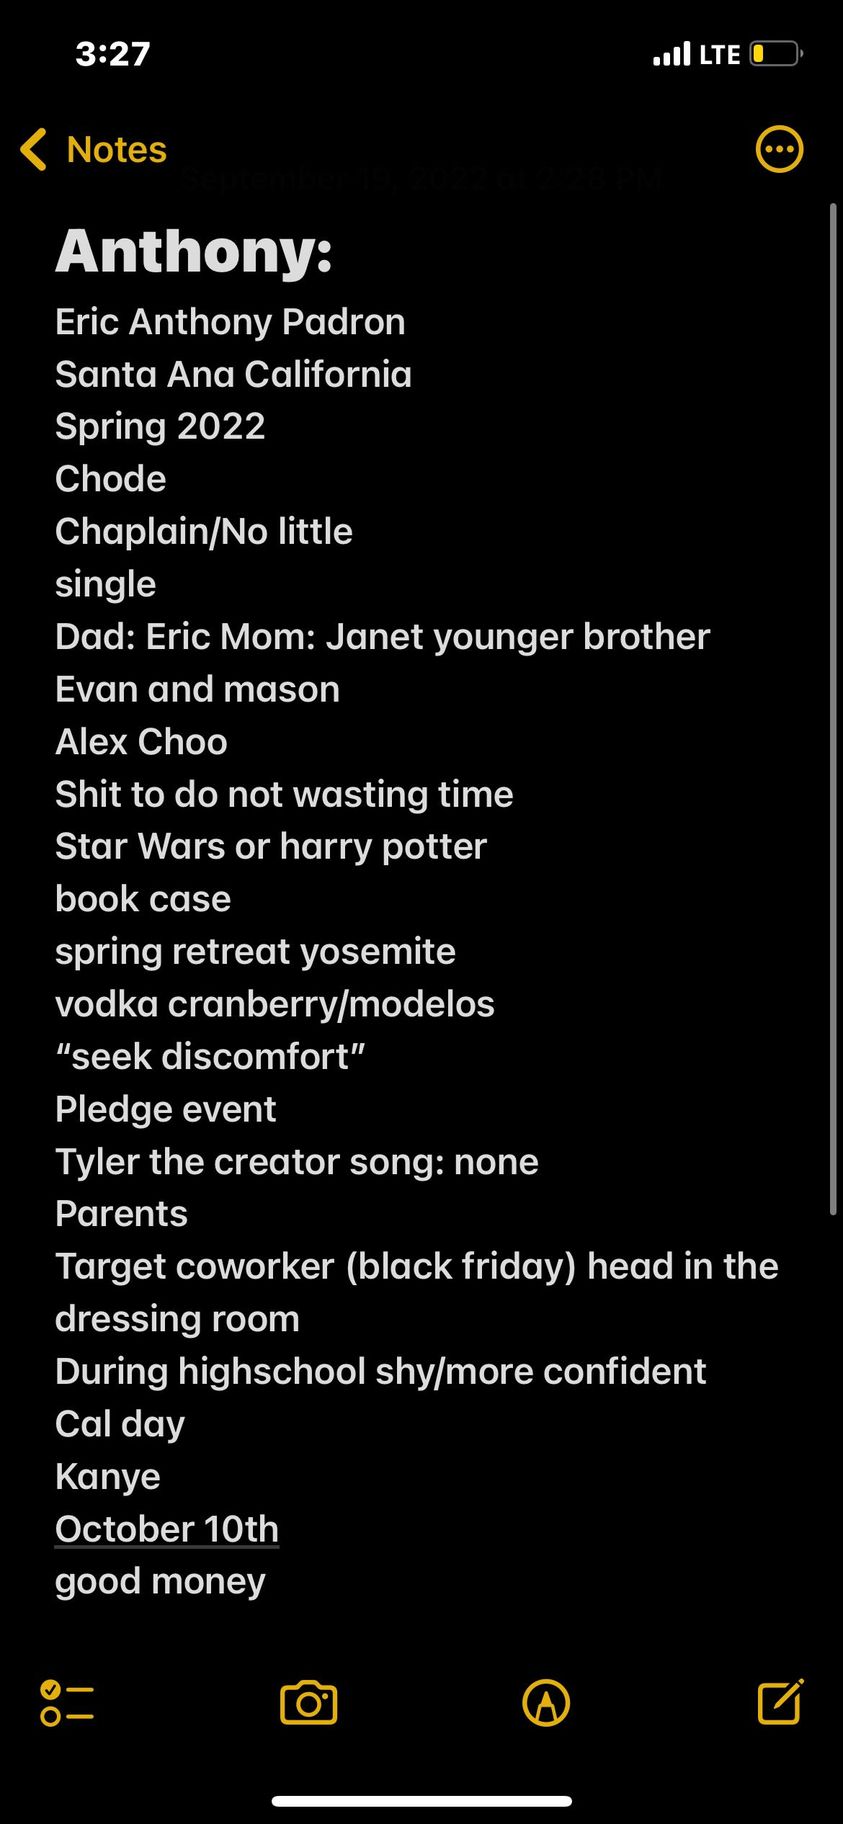 3:27
LTE
Notes
September 19, 2022 at 2:28 PM
Anthony:
Eric Anthony Padron
Santa Ana California
Spring 2022
Chode
Chaplain/No little
single
Dad: Eric Mom: Janet younger brother
Evan and mason
Alex Choo
Shit to do not wasting time
Star Wars or harry potter
book case
spring retreat yosemite
vodka cranberry/modelos
“seek discomfort”
Pledge event
Tyler the creator song: none
Parents
Target coworker (black friday) head in the
dressing room
During highschool shy/more confident
Cal day
Kanye
October 10th
good money